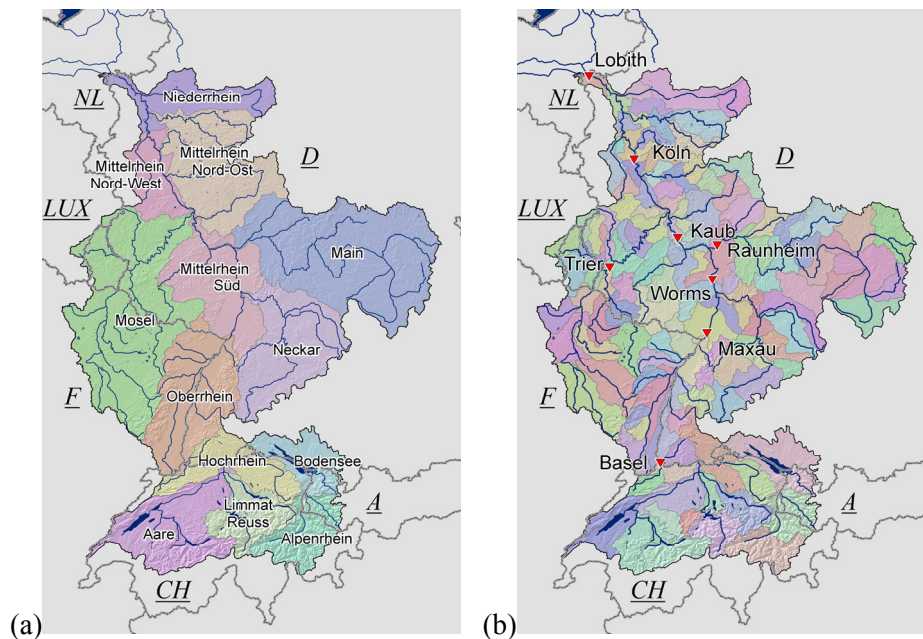 NL
Niederrhein
Mittelrhein
Nord-Ost
D
Mittelrhein
Nord-West
LUX
Main
Mittelrhein
Süd
Mosel
Neckar
F
Oberrhein
Hochrhein
Bodensee
Limmat
Reuss
A
Aare
Alpenrhein
CH
(a)
Lobith
NL
Köln
D
LUX
Kaub
Raunheim
Trier
Worms
Maxau
F
Basel
A
CH
(b)